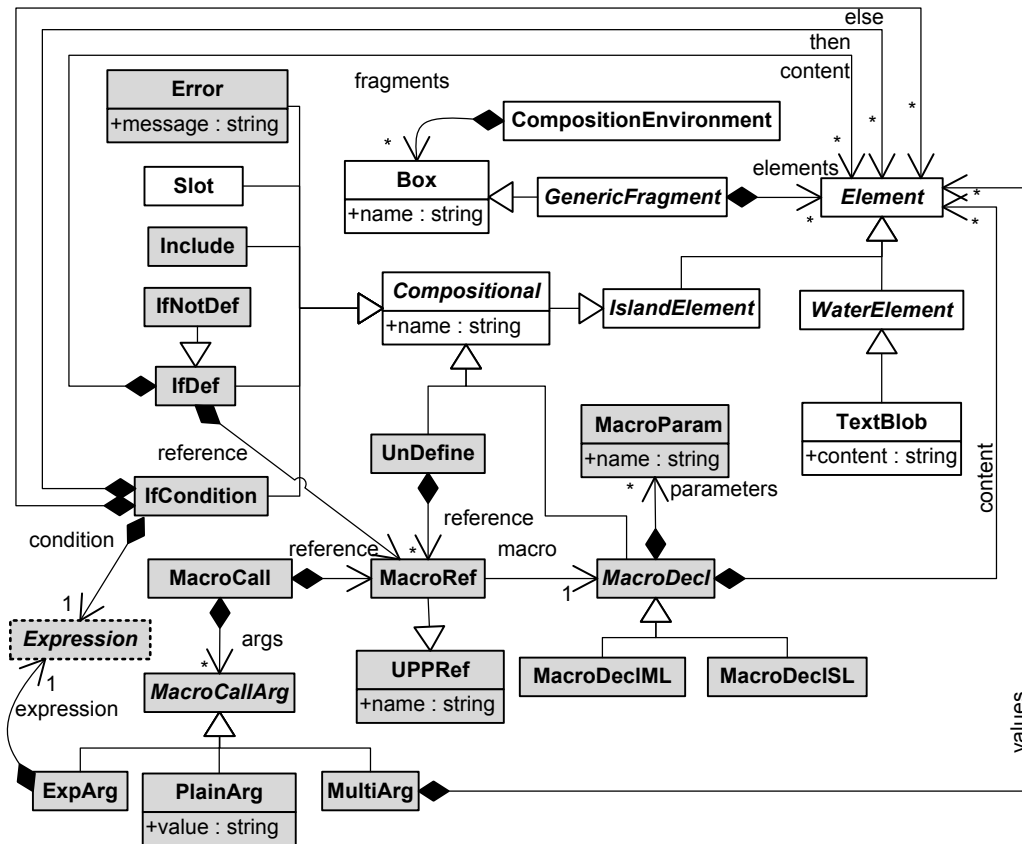 else
then
content
fragments
*
*
*
Error
+message : string
CompositionEnvironment
*
elements
Slot
Box
+name : string
GenericFragment
Element
*
*
*
Include
Compositional
+name : string
IslandElement
WaterElement
IfNotDef
IfDef
reference
UnDefine
MacroParam
+name : string
TextBlob
+content : string
*
parameters
content
IfCondition
condition
reference
reference
*
macro
MacroCall
MacroRef
1
MacroDecl
1
Expression
args
*
1
expression
MacroCallArg
UPPRef
+name : string
MacroDeclML
MacroDeclSL
values
ExpArg
PlainArg
+value : string
MultiArg